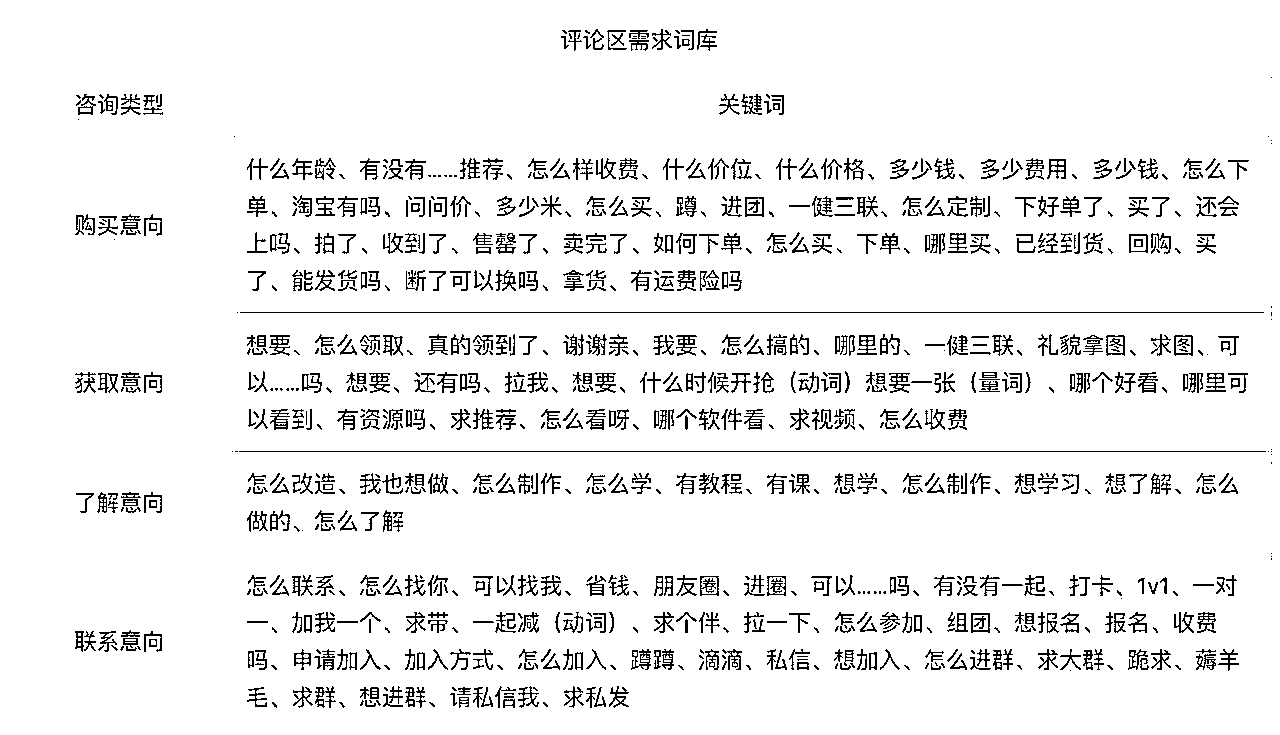 评论区需求词库
咨询类型
关键词
什么年龄、有没有......推荐、怎么样收费、什么价位、什么价格、多少钱、多少费用、多少钱、怎么下
单、淘宝有吗、问问价、多少米、怎么买、蹲、进团、一健三联、怎么定制、下好单了、买了、还会
购买意向
上吗、拍了、收到了、售罄了、卖完了、如何下单、怎么买、下单、哪里买、已经到货、回购、买
了、能发货吗、断了可以换吗、拿货、有运费险吗
想要、怎么领取、真的领到了、谢谢亲、我要、怎么搞的、哪里的、一健三联、礼貌拿图、求图、可
获取意向
以......吗、想要、还有吗、拉我、想要、什么时候开抢（动词）想要一张（量词）、哪个好看、哪里可
以看到、有资源吗、求推荐、怎么看呀、哪个软件看、求视频、怎么收费
了解意向
怎么改造、我也想做、怎么制作、怎么学、有教程、有课、想学、怎么制作、想学习、想了解、怎么
做的、怎么了解
怎么联系、怎么找你、可以找我、省钱、朋友圈、进圈、可以......吗、有没有一起、打卡、1v1、一对
一、加我一个、求带、一起减（动词）、求个伴、拉一下、怎么参加、组团、想报名、报名、收费
联系意向
吗、申请加入、加入方式、怎么加入、蹲蹲、滴滴、私信、想加入、怎么进群、求大群、跪求、薅羊
毛、求群、想进群、请私信我、求私发